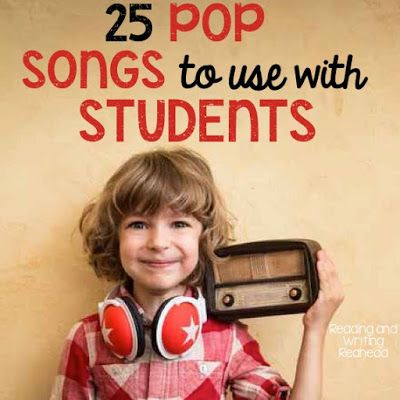 25 POP
SONGS to use with
STUDENTS
Reading and
Writing
Redhead